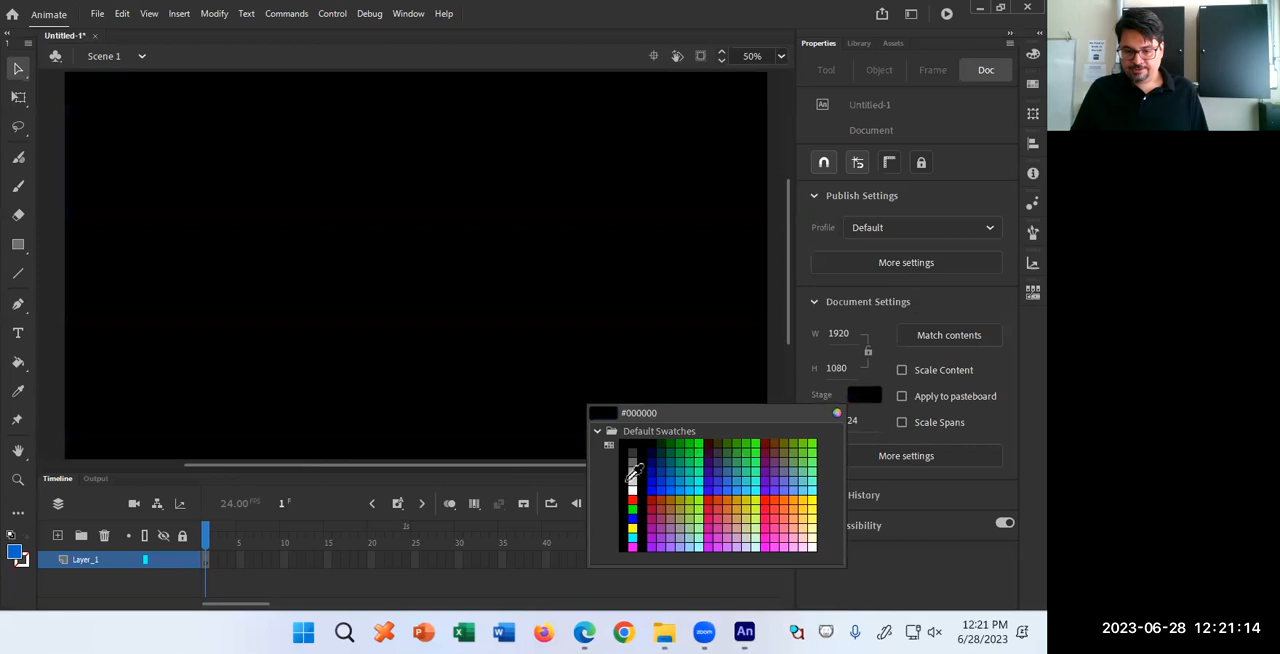 Animate File Edit View Insert Modify Text Commands Control Debug Window Help
Untitled-1* ×
Scene 1
50%
Properties Library Assets
Tool Object Frame Doc
An Untitled-1
Document
Publish Settings
Profile Default
More settings
Document Settings
W 1920
Match contents
H 1080
Scale Content
Stage
Apply to pasteboard
24
Scale Spans
More settings
History
ssibility
#000000
Default Swatches
Timeline Output
24.00 FPS 1 F
2s
5 10 15 20 25 30 35 40
Layer_1
12:21 PM
6/28/2023
2023-06-28 12:21:14